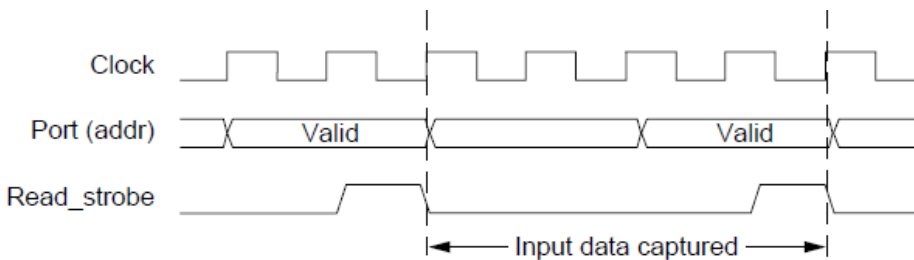 Clock
Port (addr)
Valid
Valid
Read_strobe
Input data captured